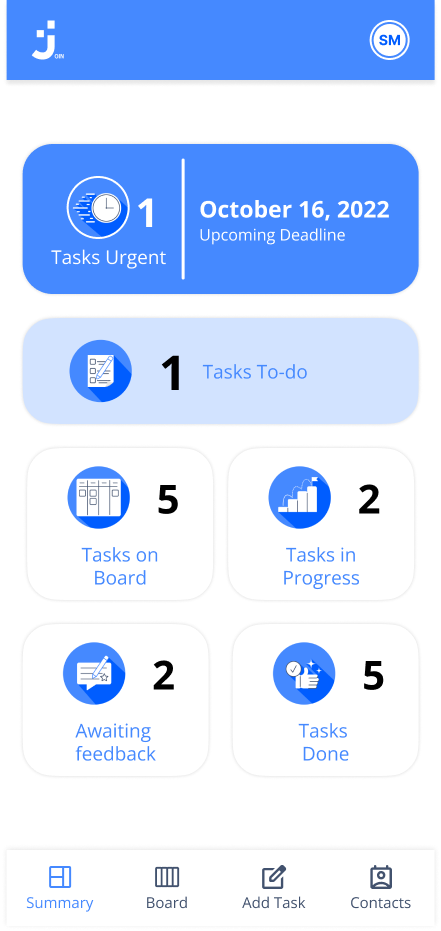 JOIN
SM
1
Tasks Urgent
October 16, 2022
Upcoming Deadline
1 Tasks To-do
5
Tasks on
Board
2
Tasks in
Progress
2
Awaiting
feedback
5
Tasks
Done
Summary Board Add Task Contacts